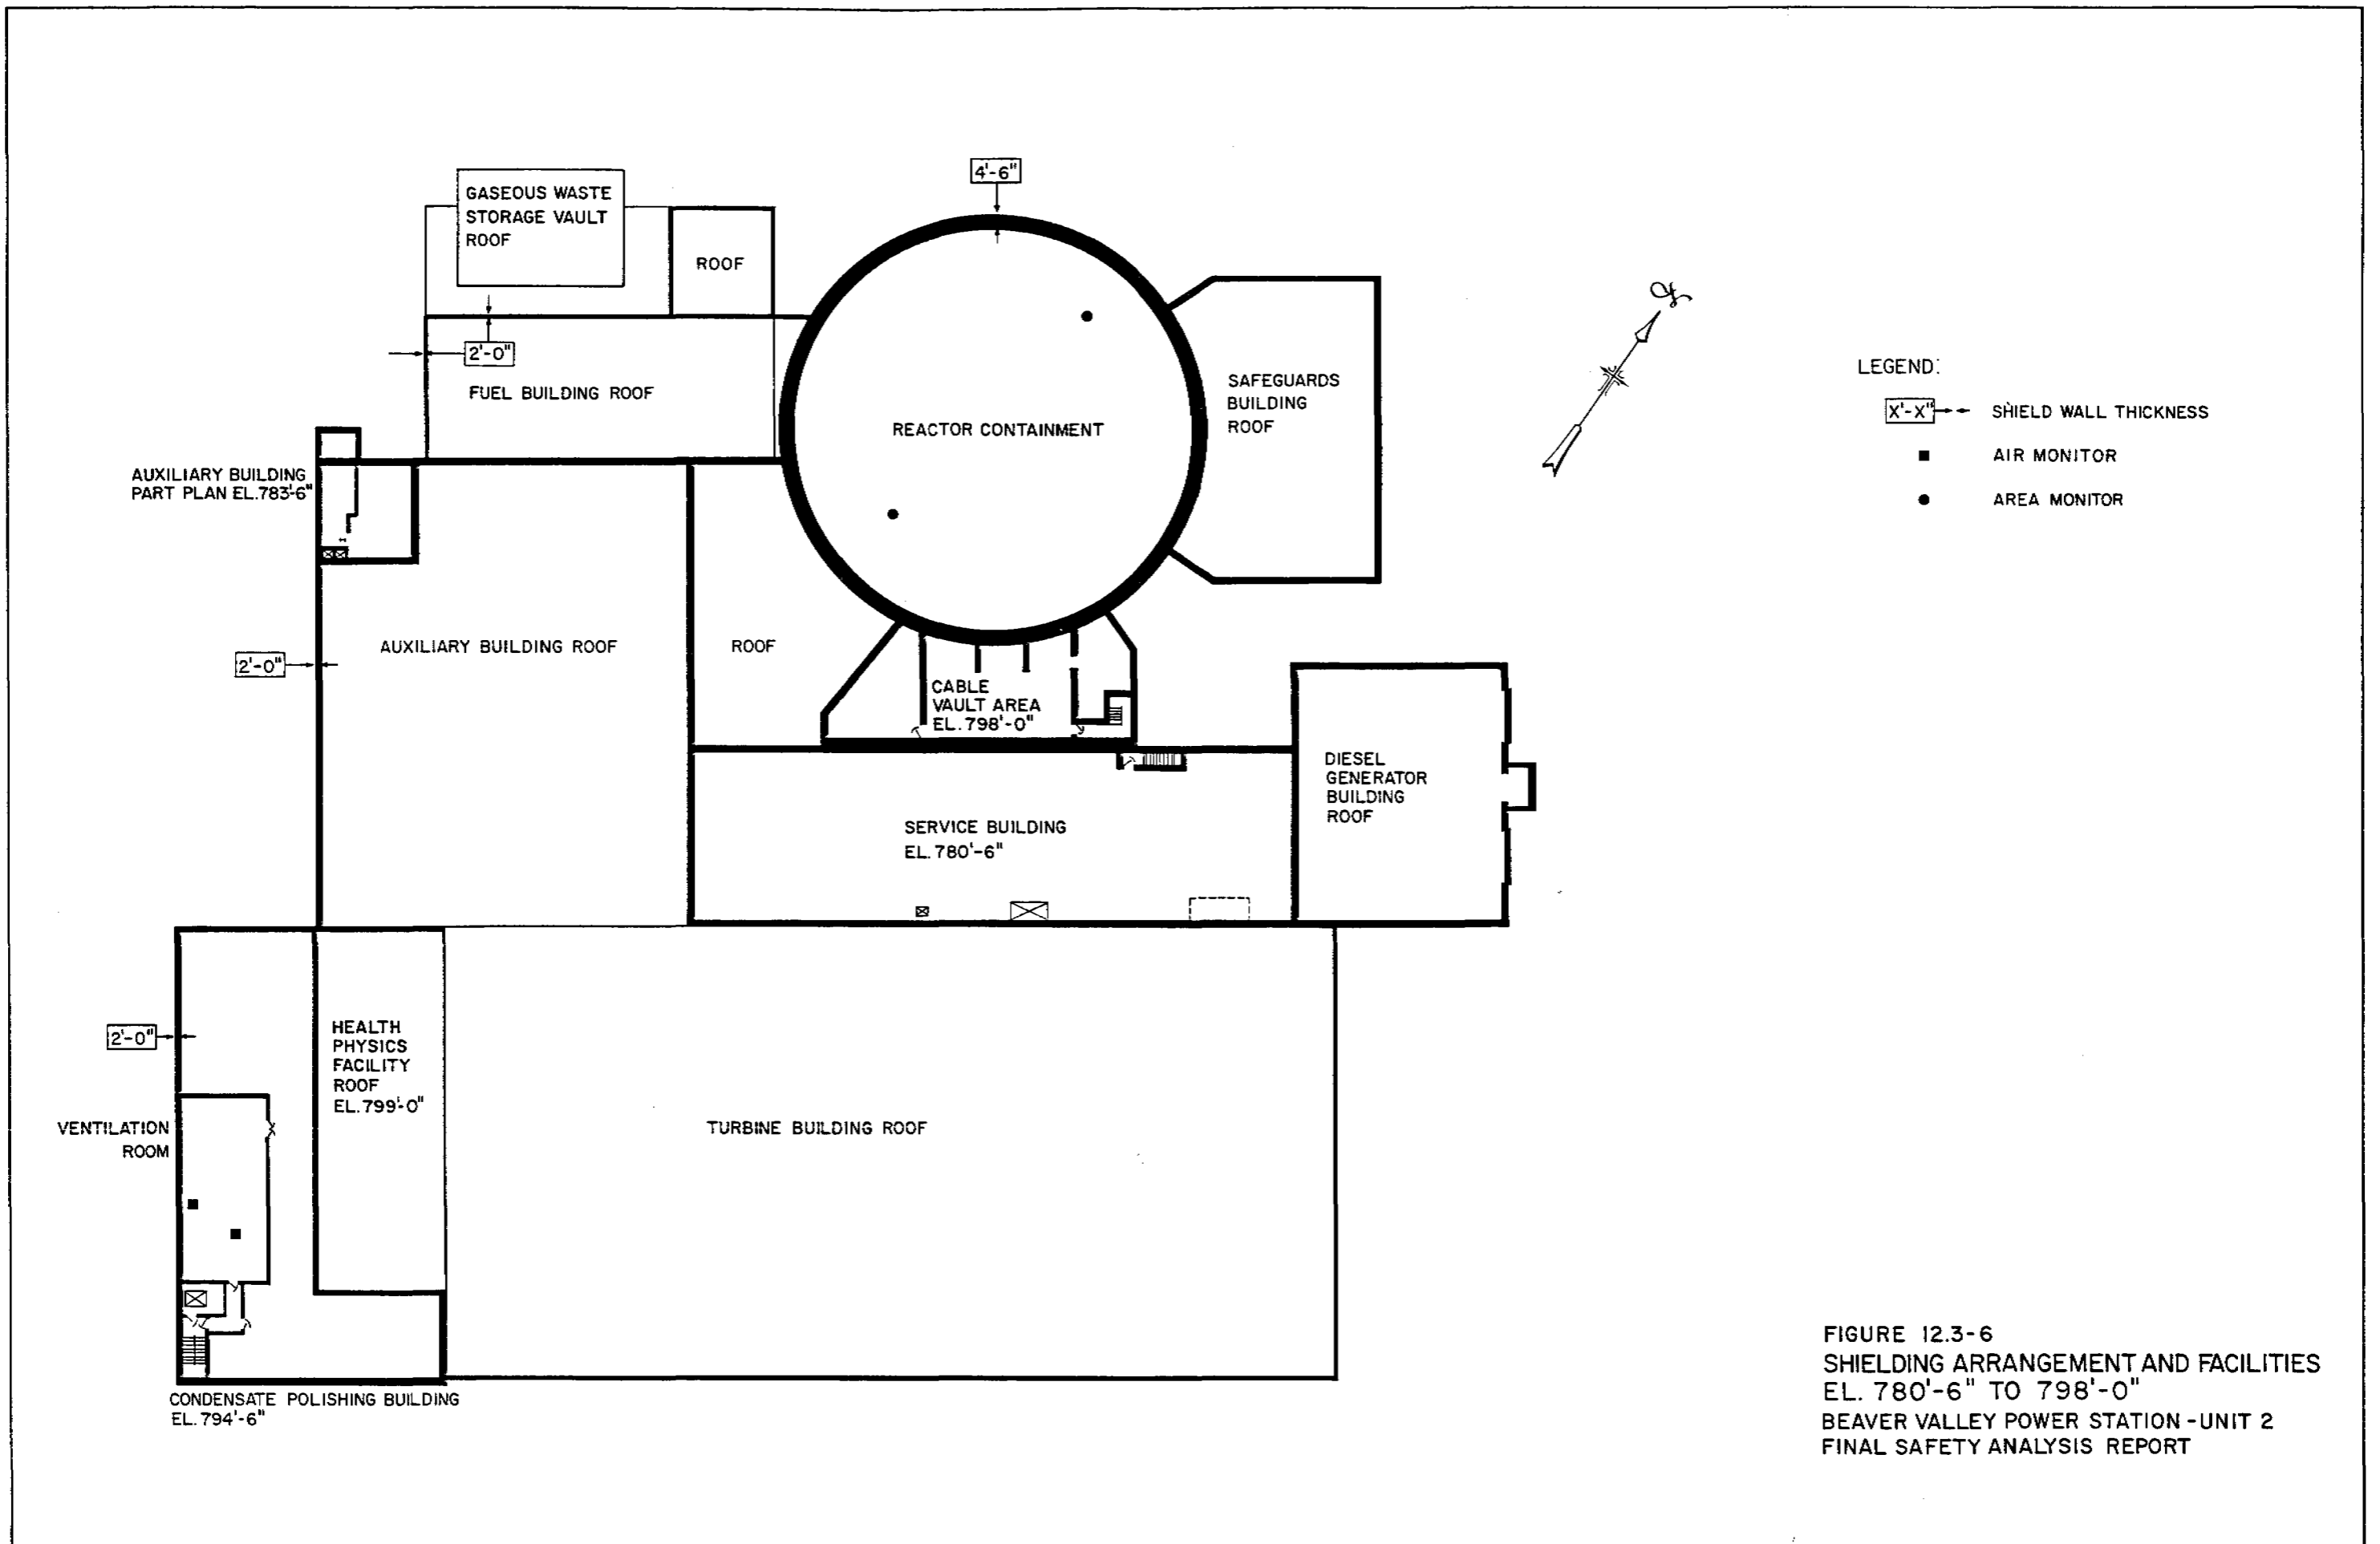 4'-6"
GASEOUS WASTE
STORAGE VAULT
ROOF
ROOF
2'-0"
FUEL BUILDING ROOF
REACTOR CONTAINMENT
SAFEGUARDS
BUILDING
ROOF
LEGEND:
X'-X" SHIELD WALL THICKNESS
AIR MONITOR
AREA MONITOR
AUXILIARY BUILDING
PART PLAN EL.783'-6"
2'-0"
AUXILIARY BUILDING ROOF
ROOF
CABLE
VAULT AREA
EL.798'-0"
DIESEL
GENERATOR
BUILDING
ROOF
SERVICE BUILDING
EL.780'-6"
2'-0"
HEALTH
PHYSICS
FACILITY
ROOF
EL.799'-0"
VENTILATION
ROOM
TURBINE BUILDING ROOF
CONDENSATE POLISHING BUILDING
EL.794'-6"
FIGURE 12.3-6
SHIELDING ARRANGEMENT AND FACILITIES
EL. 780'-6" TO 798'-0"
BEAVER VALLEY POWER STATION-UNIT 2
FINAL SAFETY ANALYSIS REPORT